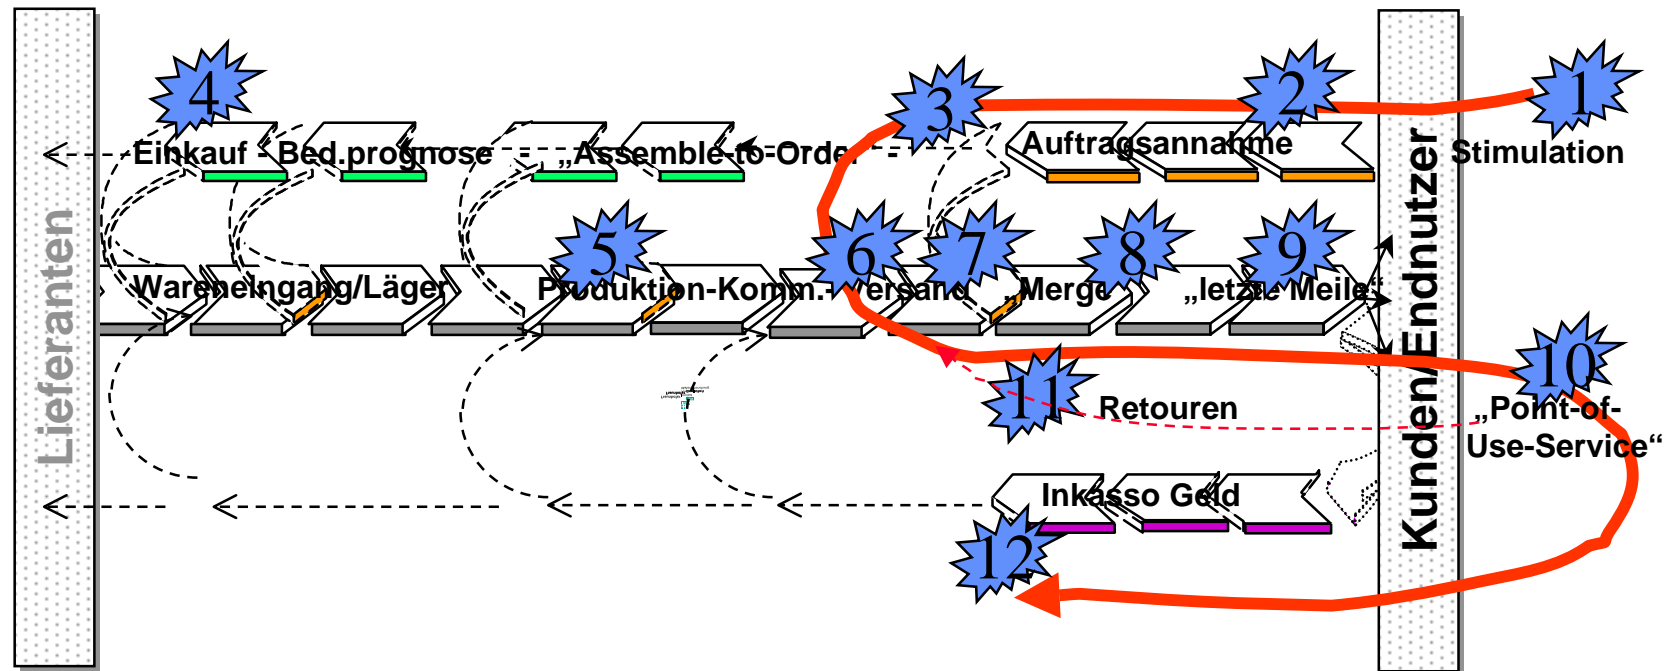 4
3
2
1
Einkauf - Bed.prognose - „Assemble-to-Order“ -
Auftragsannahme
Stimulation
Lieferanten
Kunden/Endnutzer
5
6
7
8
9
Wareneingang/Läger
Produktion-Komm.-Versand
„Merge“
„letzte Meile“
10
11
Retouren
„Point-of-
Use-Service“
Inkasso Geld
12